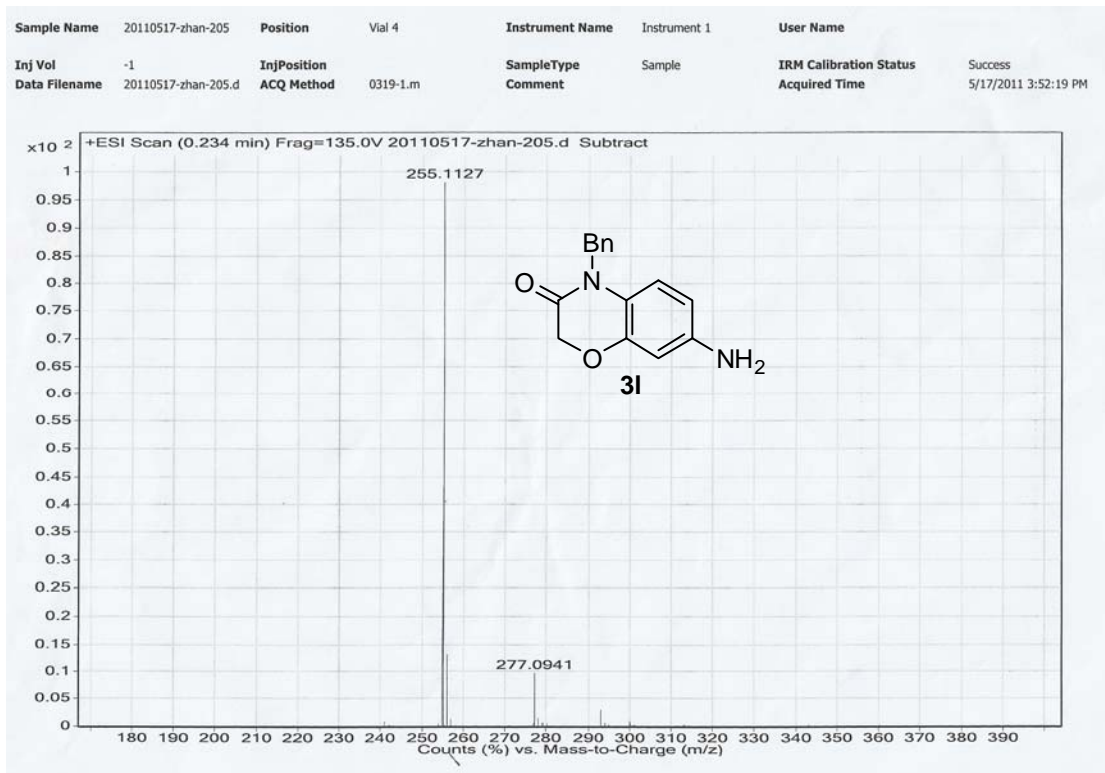 Sample Name 20110517-zhan-205 Position Vial 4 Instrument Name Instrument 1 User Name
Inj Vol -1 InjPosition SampleType Sample IRM Calibration Status Success
Data Filename 20110517-zhan-205.d ACQ Method 0319-1.m Comment Acquired Time 5/17/2011 3:52:19 PM
x10 2 +ESI Scan (0.234 min) Frag=135.0V 20110517-zhan-205.d Subtract
1
255.1127
0.95
0.9
0.85
0.8
0.75
0.7
0.65
0.6
0.55
0.5
0.45
0.4
0.35
0.3
0.25
0.2
0.15
0.1
0.05
0
Bn
N
O
O
NH2
3l
277.0941
180 190 200 210 220 230 240 250 260 270 280 290 300 310 320 330 340 350 360 370 380 390
Counts (%) vs. Mass-to-Charge (m/z)